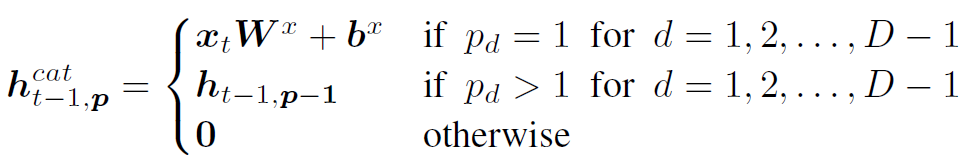 x_t W^x + b^x if p_d = 1 for d = 1, 2, . . . , D − 1
h^{cat}_{t−1,p} = { h_{t−1,p−1} if p_d > 1 for d = 1, 2, . . . , D − 1
0 otherwise